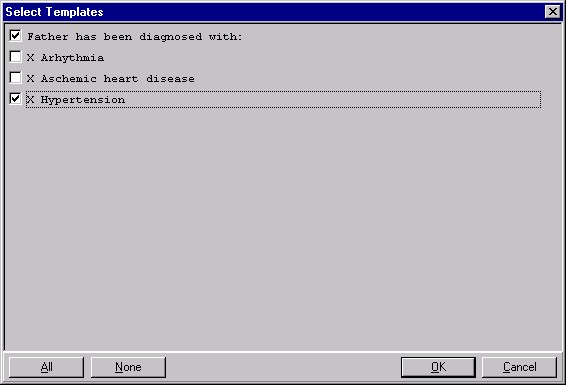 Select Templates
Father has been diagnosed with:
X Arhythmia
X Aschemic heart disease
X Hypertension
All
None
OK
Cancel